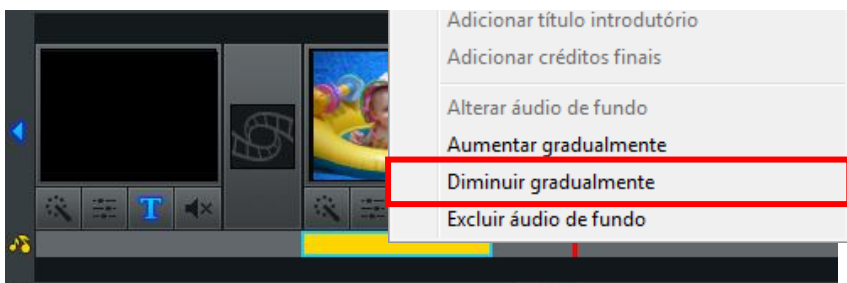 Adicionar título introdutório
Adicionar créditos finais
Alterar áudio de fundo
Aumentar gradualmente
Diminuir gradualmente
Excluir áudio de fundo
T